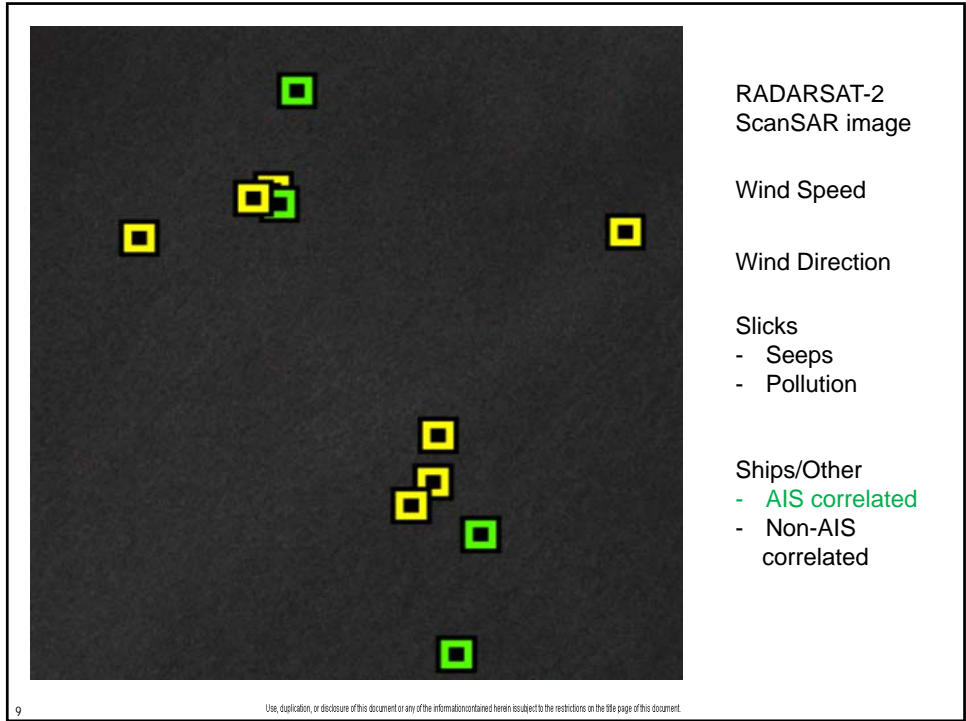 RADARSAT-2
ScanSAR image
Wind Speed
Wind Direction
Slicks
- Seeps
- Pollution
Ships/Other
- AIS correlated
- Non-AIS
correlated
9
Use, duplication, or disclosure of this document or any of the informationcontained herein issubject to the restrictions on the title page of this document.